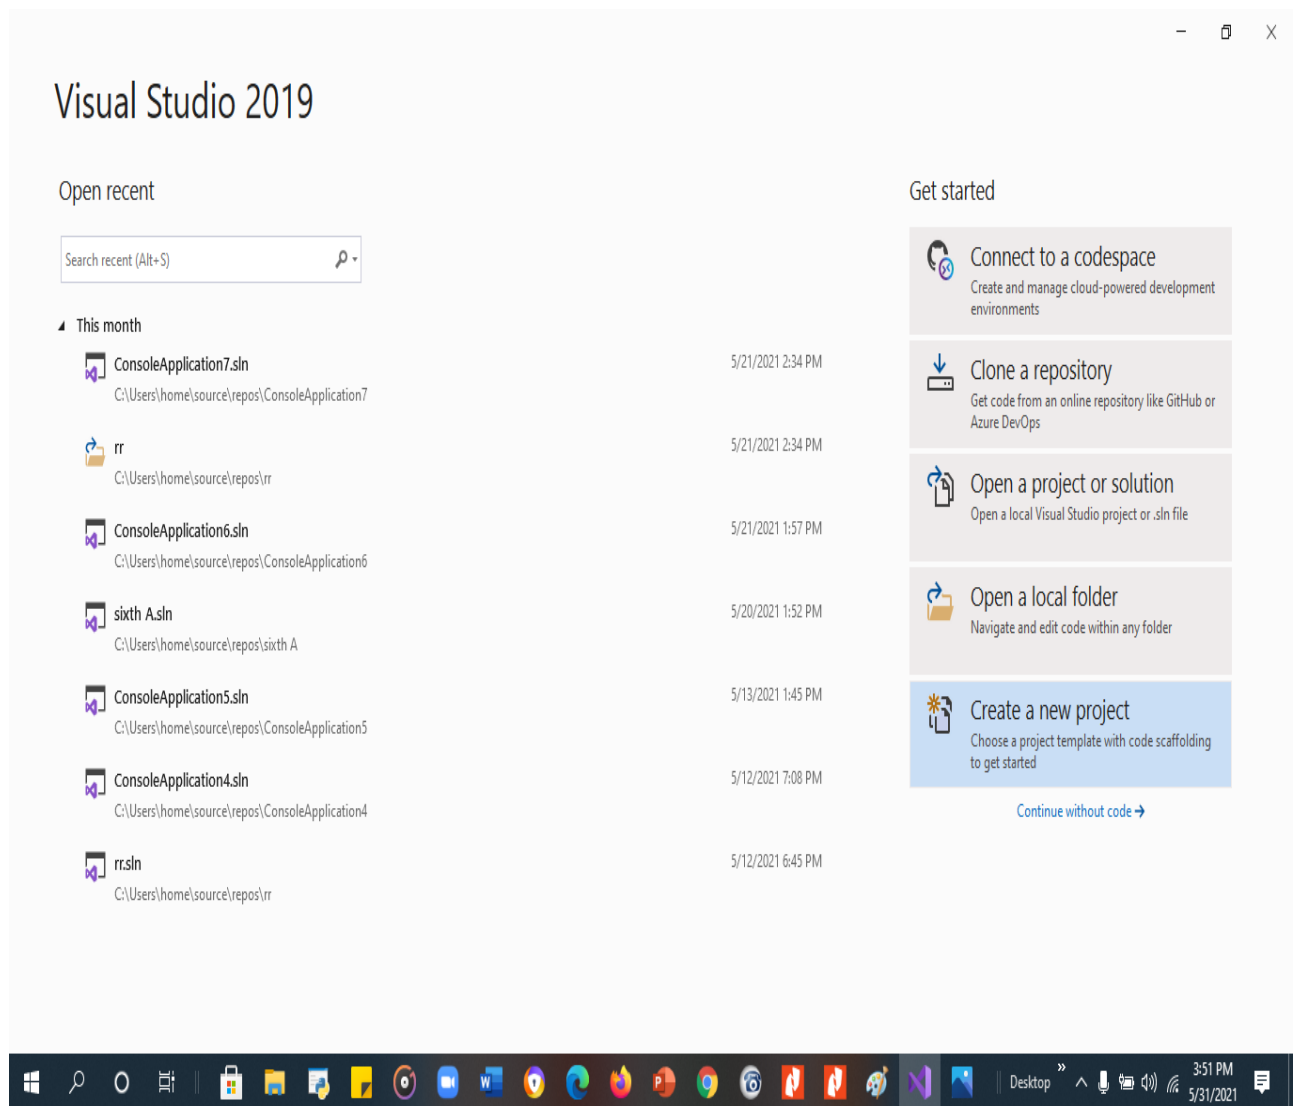 Visual Studio 2019
Open recent
Search recent (Alt+S)
This month
ConsoleApplication7.sln 5/21/2021 2:34 PM
C:\Users\home\source\repos\ConsoleApplication7
rr 5/21/2021 2:34 PM
C:\Users\home\source\repos\rr
ConsoleApplication6.sln 5/21/2021 1:57 PM
C:\Users\home\source\repos\ConsoleApplication6
sixth A.sln 5/20/2021 1:52 PM
C:\Users\home\source\repos\sixth A
ConsoleApplication5.sln 5/13/2021 1:45 PM
C:\Users\home\source\repos\ConsoleApplication5
ConsoleApplication4.sln 5/12/2021 7:08 PM
C:\Users\home\source\repos\ConsoleApplication4
rr.sln 5/12/2021 6:45 PM
C:\Users\home\source\repos\rr
Get started
Connect to a codespace
Create and manage cloud-powered development
environments
Clone a repository
Get code from an online repository like GitHub or
Azure DevOps
Open a project or solution
Open a local Visual Studio project or .sln file
Open a local folder
Navigate and edit code within any folder
Create a new project
Choose a project template with code scaffolding
to get started
Continue without code →
Desktop
3:51 PM
5/31/2021